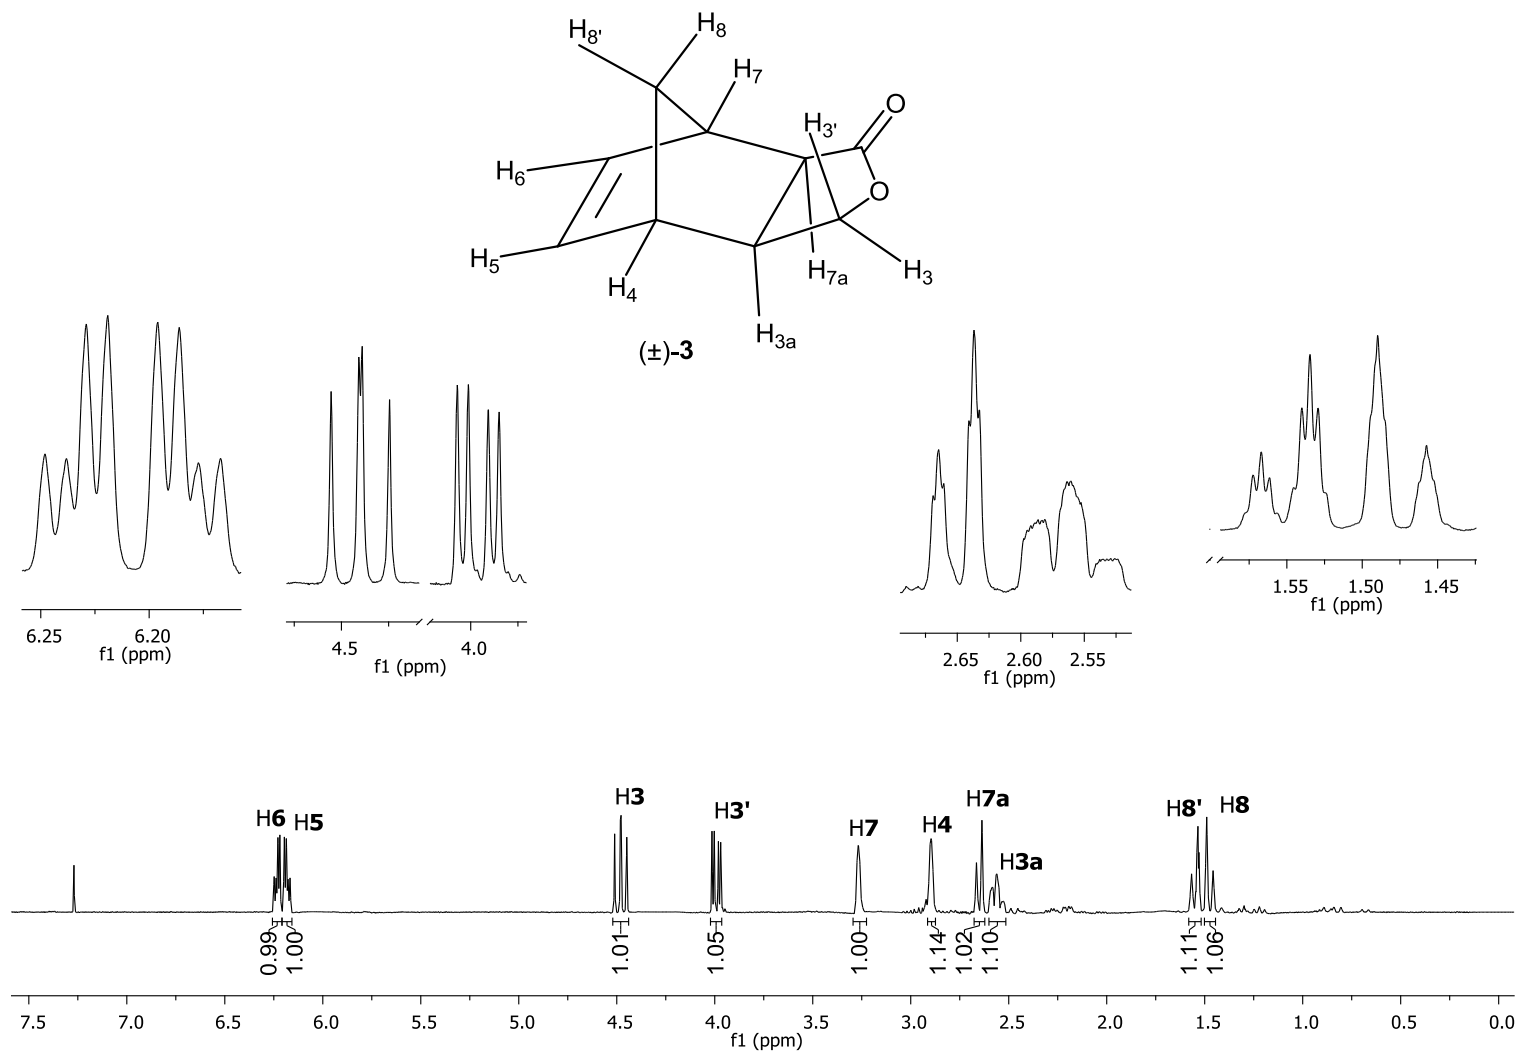 H8'
H8
H7
O
H3'
H6
O
H5
H7a
H3
H4
H3a
(±)-3
6.25 6.20
f1 (ppm)
4.5 4.0
f1 (ppm)
2.65 2.60 2.55
f1 (ppm)
1.55 1.50 1.45
f1 (ppm)
H6 H5 H3 H3' H7 H4 H7a H3a H8' H8
0.99 1.00 1.01 1.05 1.00 1.14 1.02 1.10 1.11 1.06
7.5 7.0 6.5 6.0 5.5 5.0 4.5 4.0 3.5 3.0 2.5 2.0 1.5 1.0 0.5 0.0
f1 (ppm)